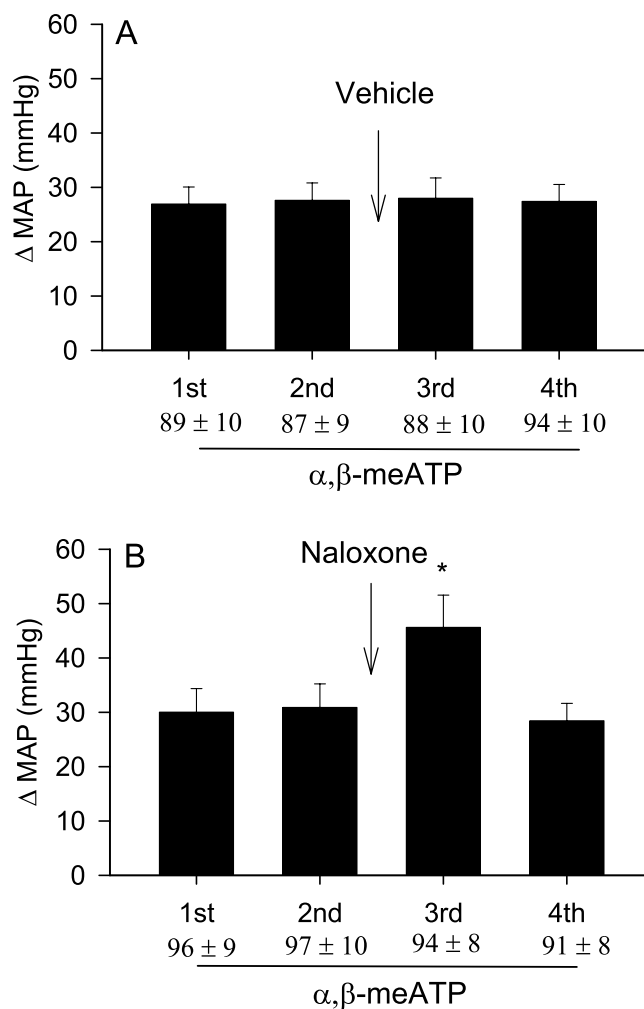 A
Δ MAP (mmHg)
60
50
40
30
20
10
0
Vehicle
1st 2nd 3rd 4th
89 ± 10 87 ± 9 88 ± 10 94 ± 10
α,β-meATP
B
Δ MAP (mmHg)
60
50
40
30
20
10
0
Naloxone
*
1st 2nd 3rd 4th
96 ± 9 97 ± 10 94 ± 8 91 ± 8
α,β-meATP